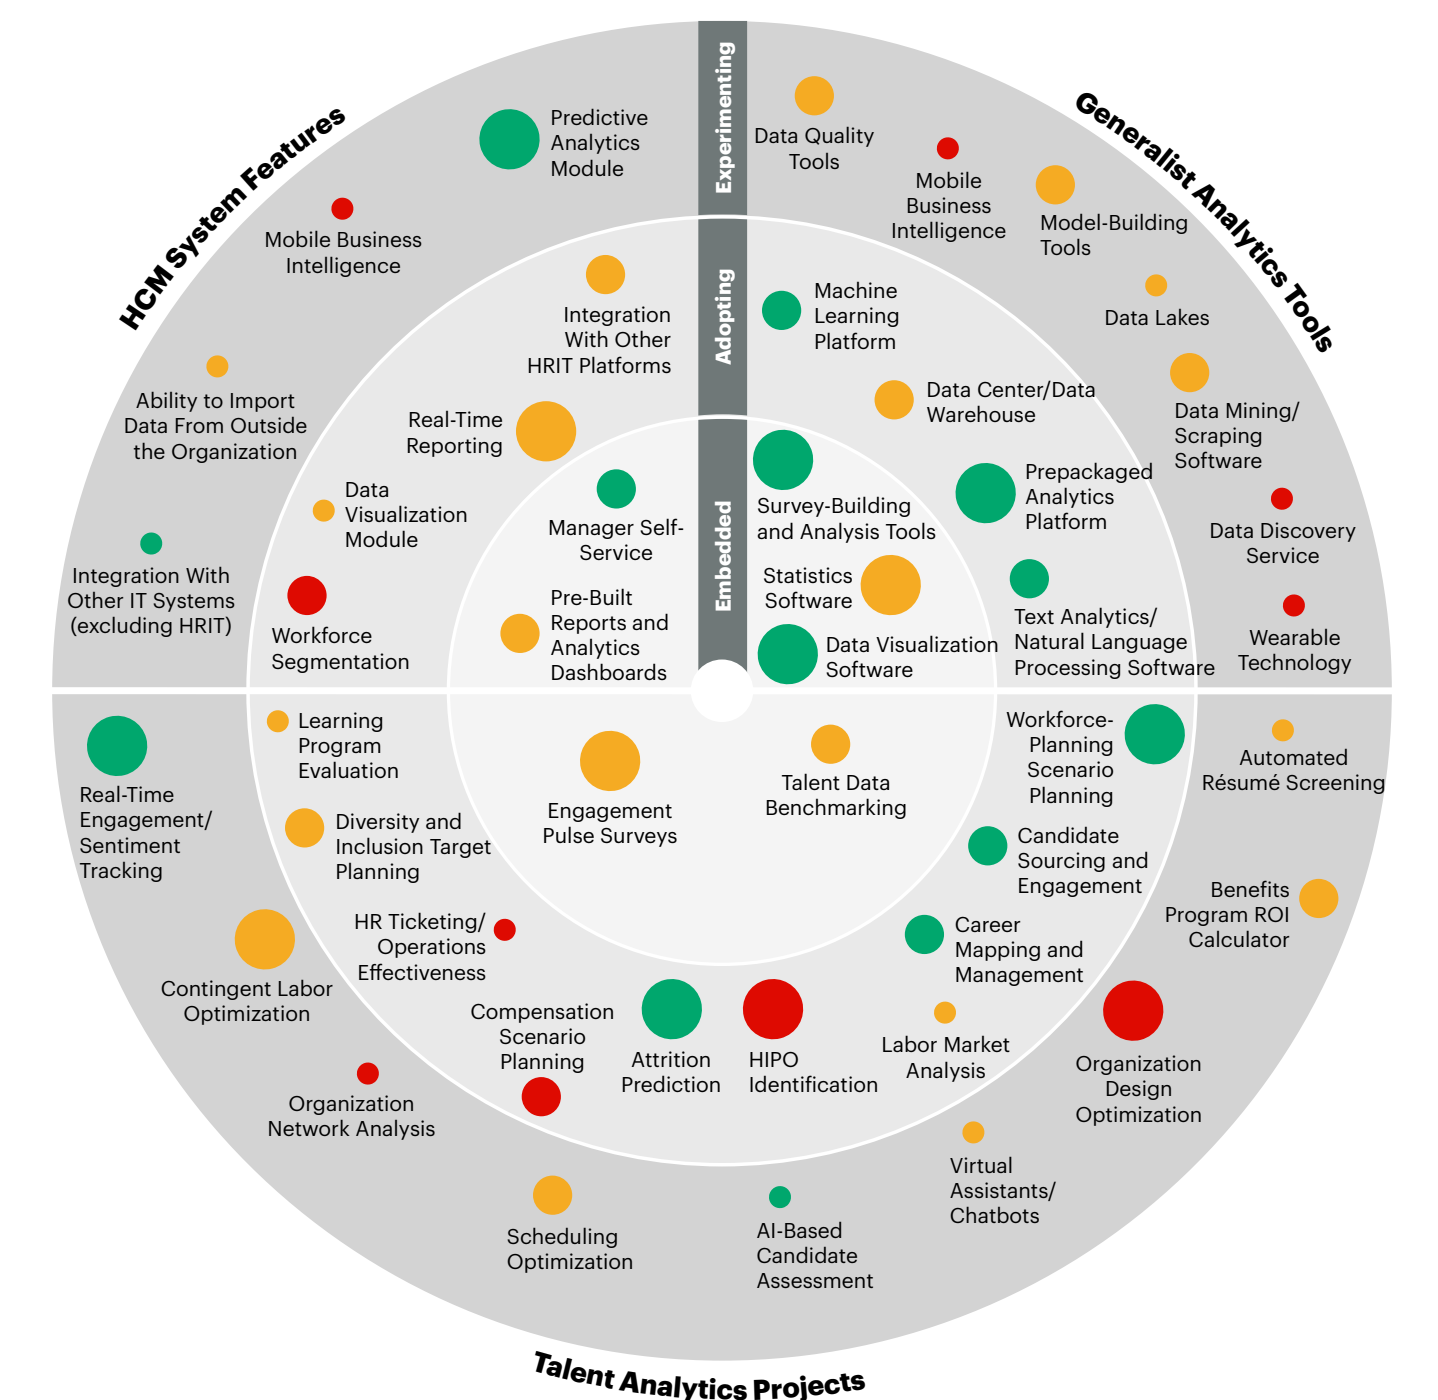 HCM System Features
Generalist Analytics Tools
Experimenting
Adopting
Embedded
Predictive
Analytics
Module
Mobile Business
Intelligence
Ability to Import
Data From Outside
the Organization
Integration With
Other IT Systems
(excluding HRIT)
Integration
With Other
HRIT Platforms
Real-Time
Reporting
Data
Visualization
Module
Workforce
Segmentation
Manager Self-
Service
Pre-Built
Reports and
Analytics
Dashboards
Data Quality
Tools
Mobile
Business
Intelligence
Model-Building
Tools
Data Lakes
Data Mining/
Scraping
Software
Data Discovery
Service
Wearable
Technology
Machine
Learning
Platform
Data Center/Data
Warehouse
Prepackaged
Analytics
Platform
Text Analytics/
Natural Language
Processing Software
Survey-Building
and Analysis Tools
Statistics
Software
Data Visualization
Software
Real-Time
Engagement/
Sentiment
Tracking
Learning
Program
Evaluation
Diversity and
Inclusion Target
Planning
Engagement
Pulse Surveys
Talent Data
Benchmarking
Workforce-
Planning
Scenario
Planning
Automated
Résumé Screening
Candidate
Sourcing and
Engagement
Benefits
Program ROI
Calculator
HR Ticketing/
Operations
Effectiveness
Career
Mapping and
Management
Contingent Labor
Optimization
Compensation
Scenario
Planning
Attrition
Prediction
HIPO
Identification
Labor Market
Analysis
Organization
Design
Optimization
Organization
Network Analysis
Virtual
Assistants/
Chatbots
Scheduling
Optimization
AI-Based
Candidate
Assessment
Talent Analytics Projects